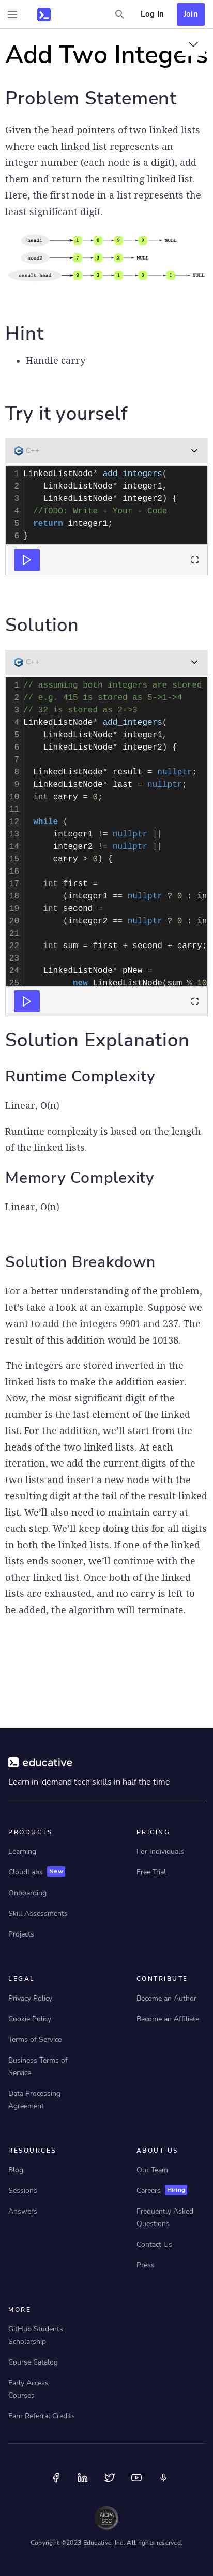 Log In
Join
Add Two Integers
Problem Statement
Given the head pointers of two linked lists
where each linked list represents an
integer number (each node is a digit), add
them and return the resulting linked list.
Here, the first node in a list represents the
least significant digit.
head1 1 0 9 9 NULL
head2 7 3 2 NULL
result head 8 3 1 0 1 NULL
Hint
• Handle carry
Try it yourself
C++
1 LinkedListNode* add_integers(
2 LinkedListNode* integer1,
3 LinkedListNode* integer2) {
4 //TODO: Write - Your - Code
5 return integer1;
6 }
Solution
C++
1 // assuming both integers are stored
2 // e.g. 415 is stored as 5->1->4
3 // 32 is stored as 2->3
4 LinkedListNode* add_integers(
5 LinkedListNode* integer1,
6 LinkedListNode* integer2) {
7
8 LinkedListNode* result = nullptr;
9 LinkedListNode* last = nullptr;
10 int carry = 0;
11
12 while (
13 integer1 != nullptr ||
14 integer2 != nullptr ||
15 carry > 0) {
16
17 int first =
18 (integer1 == nullptr ? 0 : in
19 int second =
20 (integer2 == nullptr ? 0 : in
21
22 int sum = first + second + carry;
23
24 LinkedListNode* pNew =
25 new LinkedListNode(sum % 10
Solution Explanation
Runtime Complexity
Linear, O(n)
Runtime complexity is based on the length
of the linked lists.
Memory Complexity
Linear, O(n)
Solution Breakdown
For a better understanding of the problem,
let’s take a look at an example. Suppose we
want to add the integers 9901 and 237. The
result of this addition would be 10138.
The integers are stored inverted in the
linked lists to make the addition easier.
Now, the most significant digit of the
number is the last element of the linked
list. For the addition, we’ll start from the
heads of the two linked lists. At each
iteration, we add the current digits of the
two lists and insert a new node with the
resulting digit at the tail of the result linked
list. We’ll also need to maintain carry at
each step. We’ll keep doing this for all digits
in both the linked lists. If one of the linked
lists ends sooner, we’ll continue with the
other linked list. Once both of the linked
lists are exhausted, and no carry is left to
be added, the algorithm will terminate.
educative
Learn in-demand tech skills in half the time
PRODUCTS
Learning
CloudLabs New
Onboarding
Skill Assessments
Projects
PRICING
For Individuals
Free Trial
LEGAL
Privacy Policy
Cookie Policy
Terms of Service
Business Terms of
Service
Data Processing
Agreement
CONTRIBUTE
Become an Author
Become an Affiliate
RESOURCES
Blog
Sessions
Answers
ABOUT US
Our Team
Careers Hiring
Frequently Asked
Questions
Contact Us
Press
MORE
GitHub Students
Scholarship
Course Catalog
Early Access
Courses
Earn Referral Credits
AICPA
SOC
Copyright ©2023 Educative, Inc. All rights reserved.